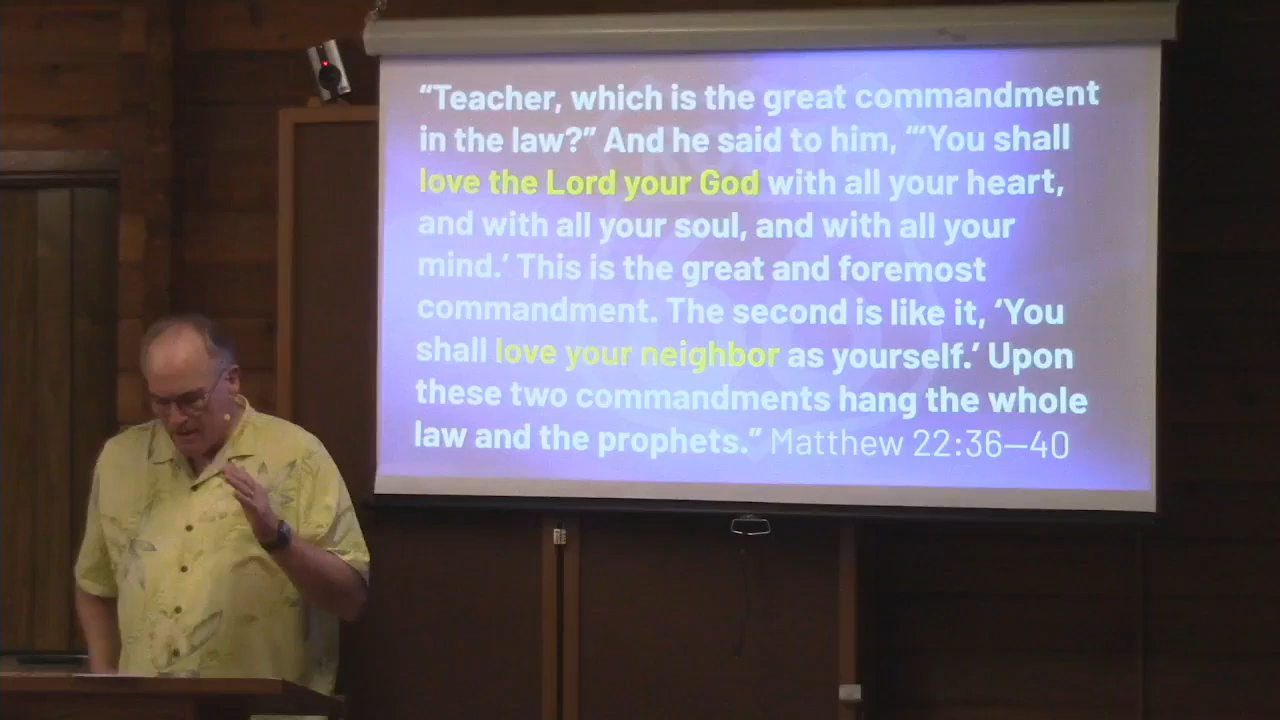 “Teacher, which is the great commandment
in the law?” And he said to him, “‘You shall
love the Lord your God with all your heart,
and with all your soul, and with all your
mind.’ This is the great and foremost
commandment. The second is like it, ‘You
shall love your neighbor as yourself.’ Upon
these two commandments hang the whole
law and the prophets.” Matthew 22:36—40